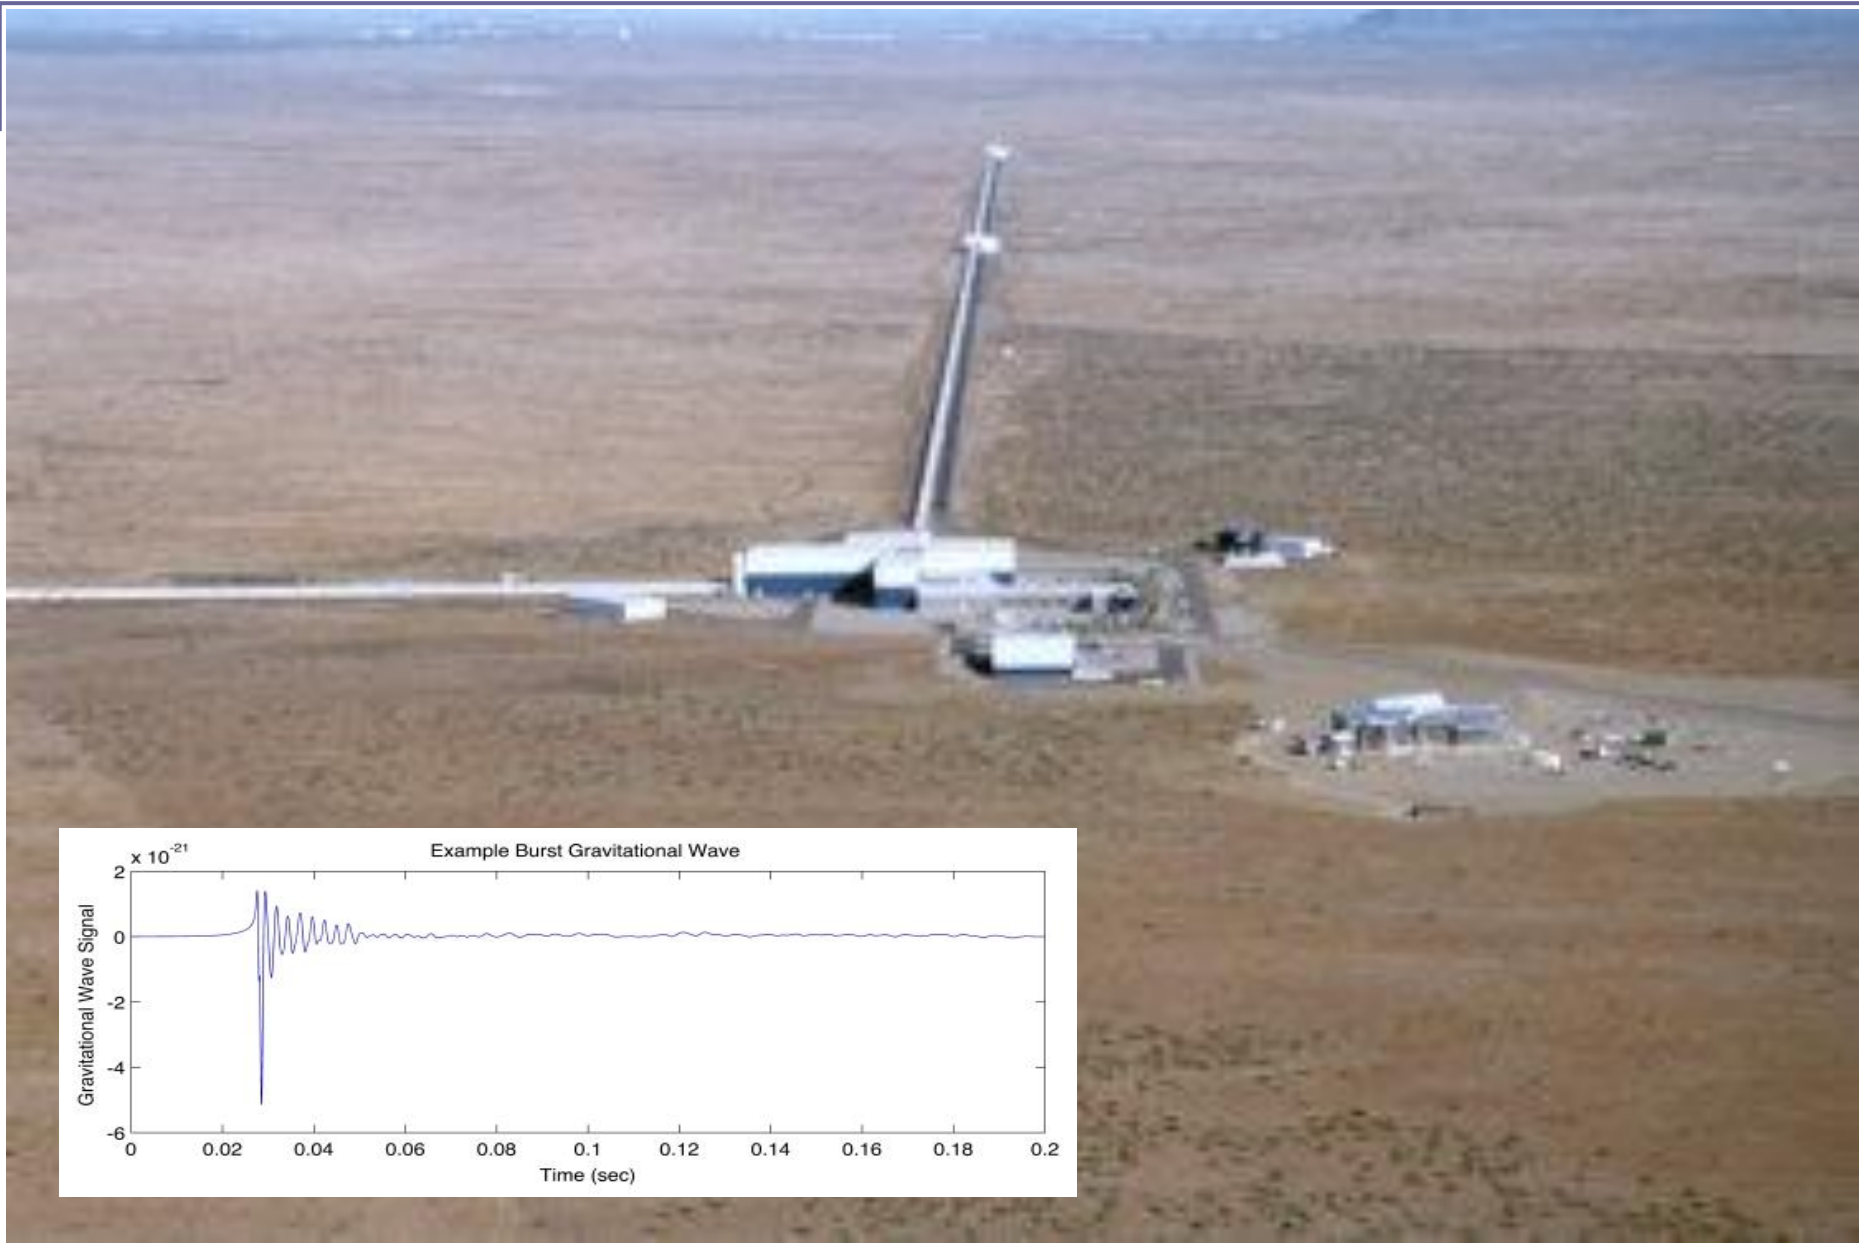 x 10-21
Example Burst Gravitational Wave
2
0
-2
-4
-6
Gravitational Wave Signal
0 0.02 0.04 0.06 0.08 0.1 0.12 0.14 0.16 0.18 0.2
Time (sec)